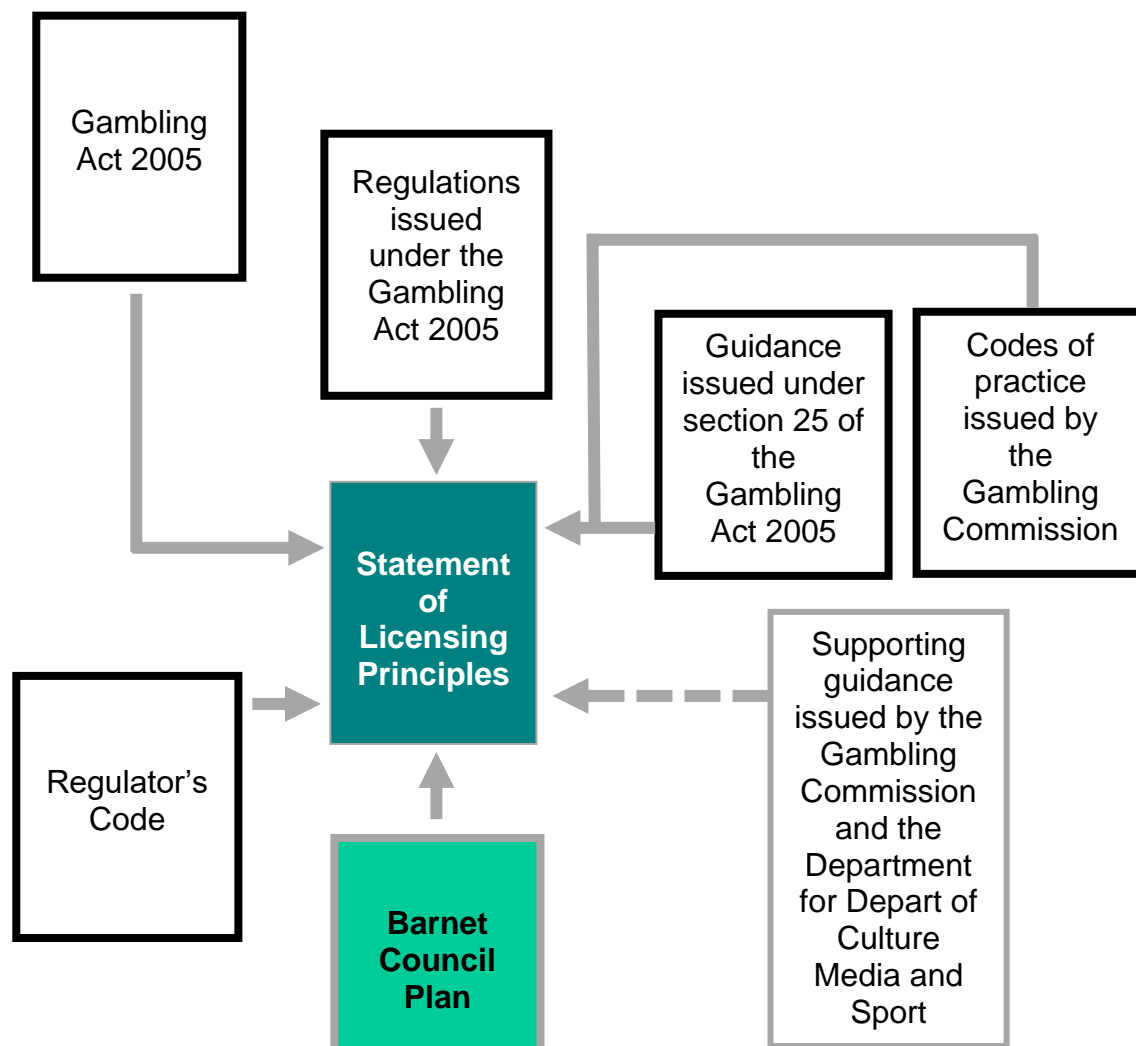 Gambling
Act 2005
Regulations
issued
under the
Gambling
Act 2005
Guidance
issued under
section 25 of
the
Gambling
Act 2005
Codes of
practice
issued by
the
Gambling
Commission
Statement
of
Licensing
Principles
Regulator’s
Code
Barnet
Council
Plan
Supporting
guidance
issued by the
Gambling
Commission
and the
Department
for Depart of
Culture
Media and
Sport